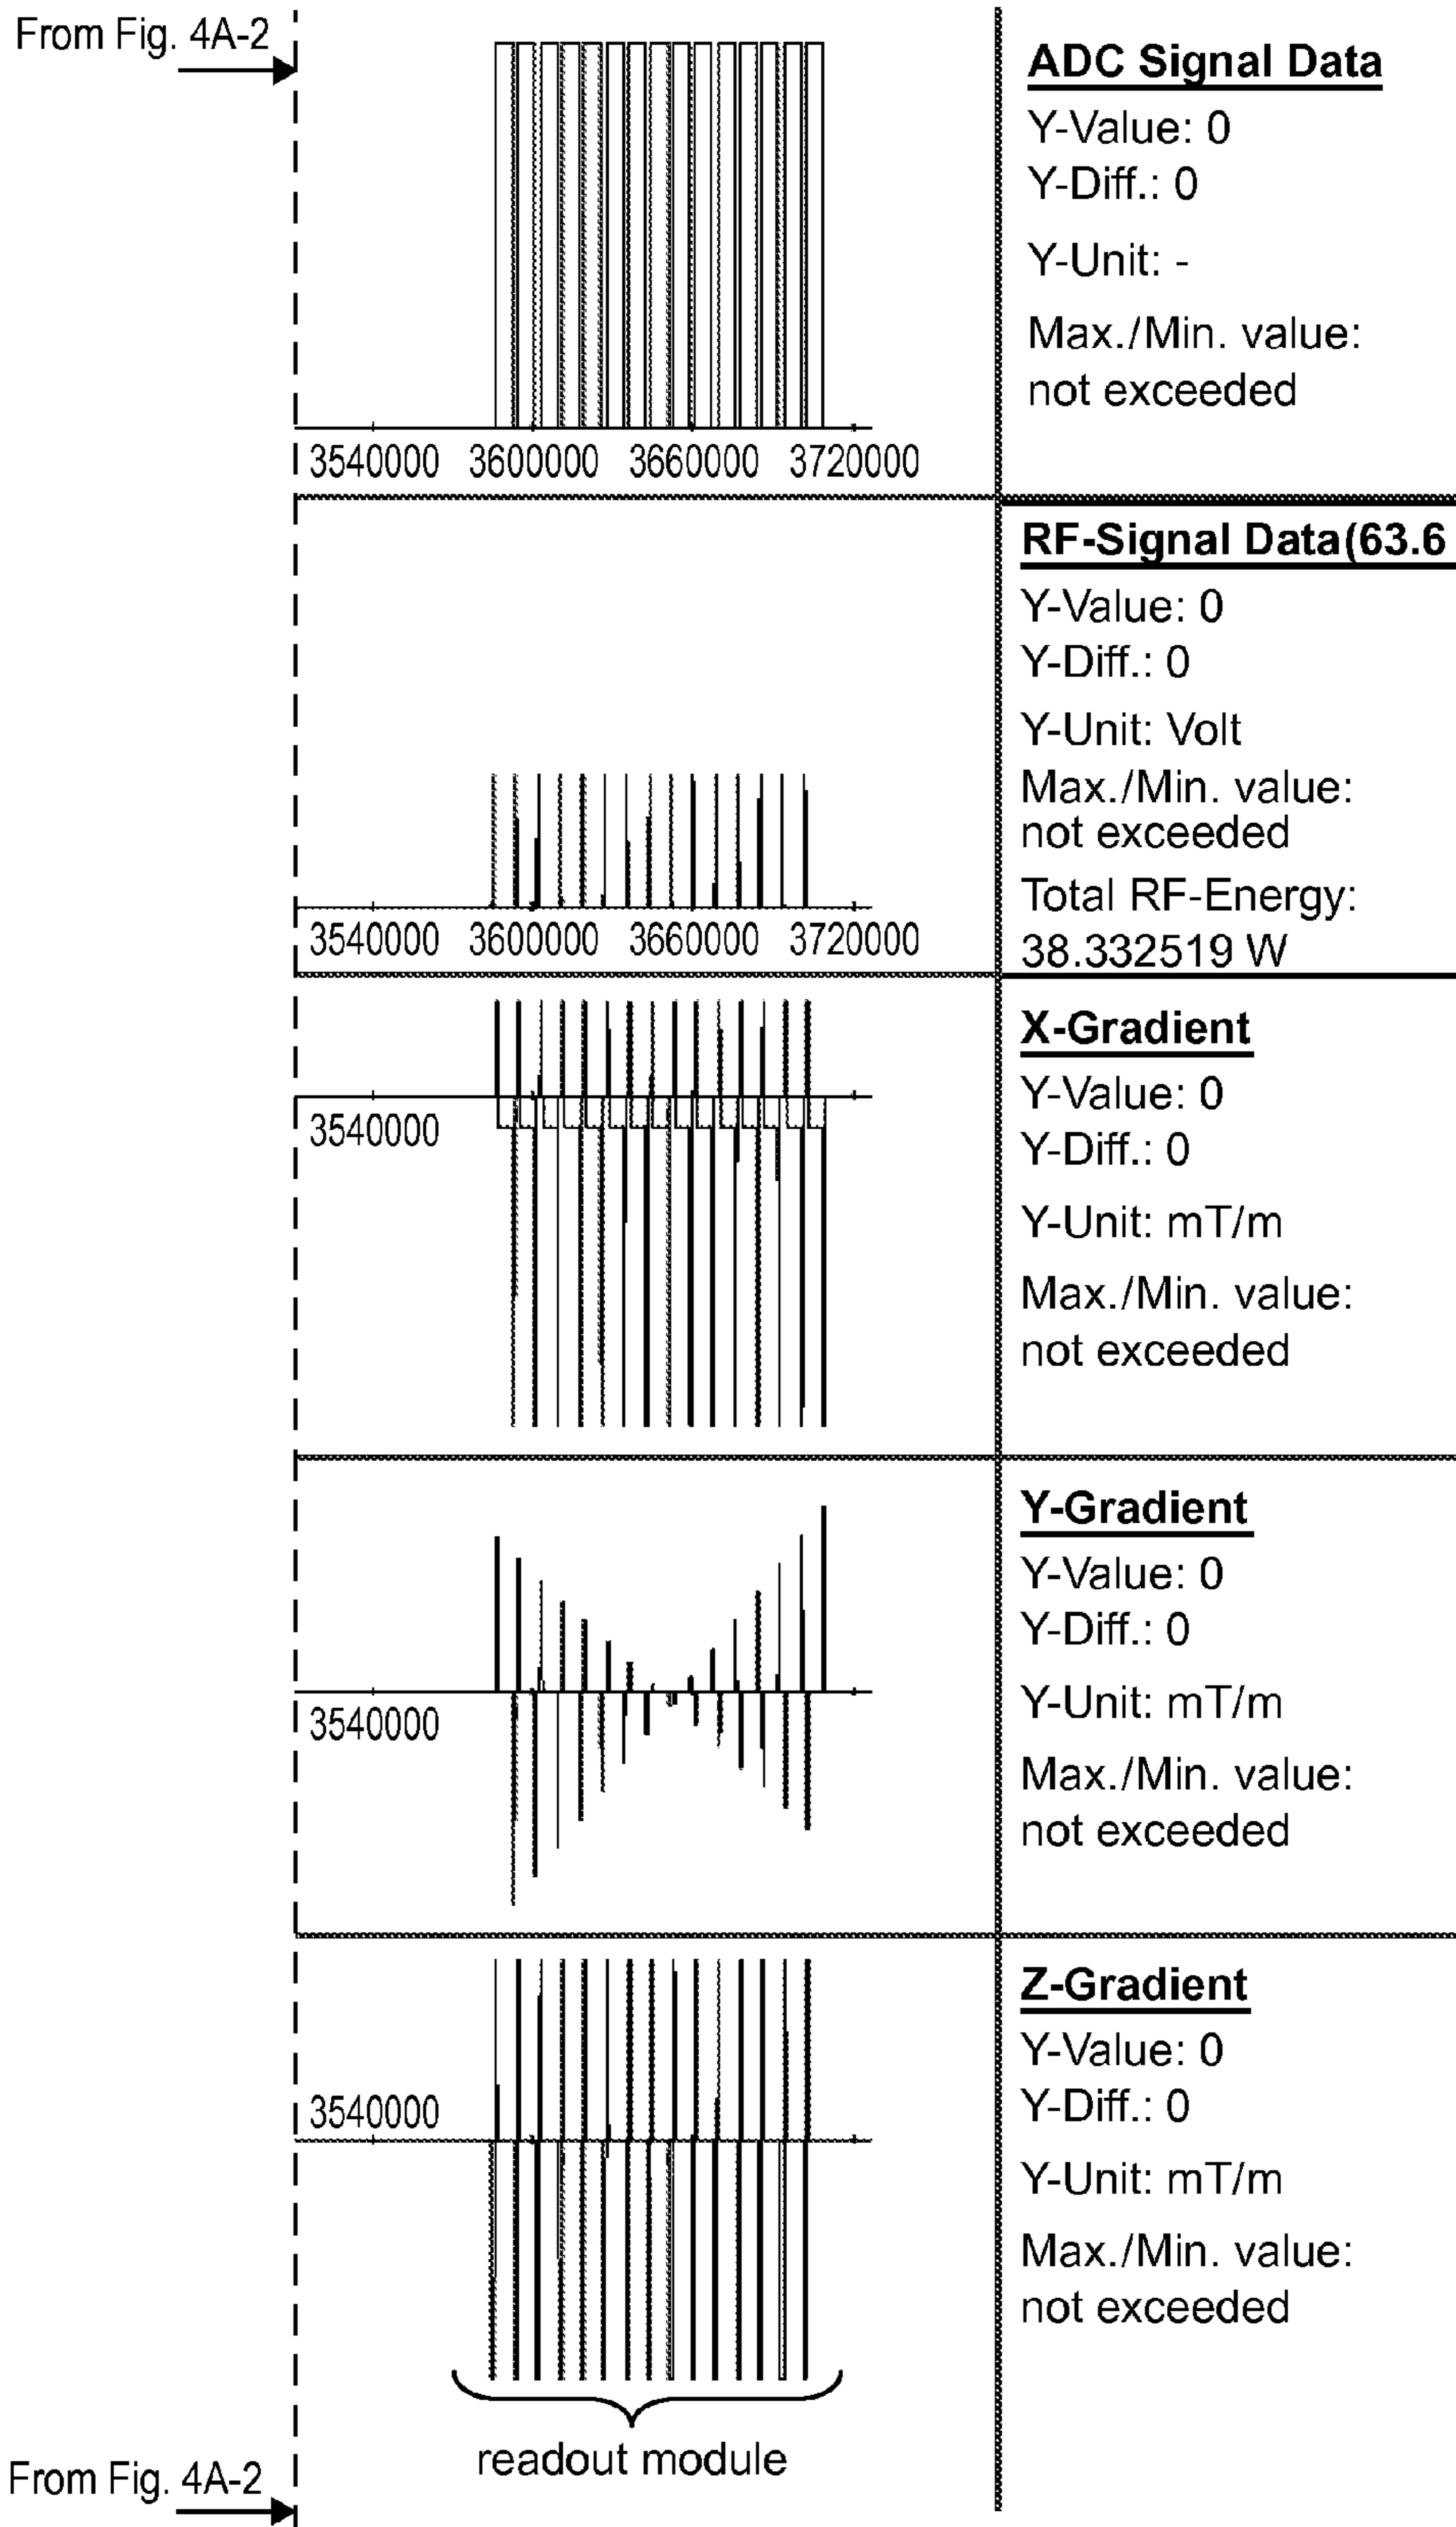 From Fig. 4A-2
ADC Signal Data
Y-Value: 0
Y-Diff.: 0
Y-Unit: -
Max./Min. value:
not exceeded
3540000 3600000 3660000 3720000
RF-Signal Data(63.6
Y-Value: 0
Y-Diff.: 0
Y-Unit: Volt
Max./Min. value:
not exceeded
Total RF-Energy:
38.332519 W
3540000 3600000 3660000 3720000
X-Gradient
Y-Value: 0
Y-Diff.: 0
Y-Unit: mT/m
Max./Min. value:
not exceeded
3540000
Y-Gradient
Y-Value: 0
Y-Diff.: 0
Y-Unit: mT/m
Max./Min. value:
not exceeded
3540000
Z-Gradient
Y-Value: 0
Y-Diff.: 0
Y-Unit: mT/m
Max./Min. value:
not exceeded
3540000
readout module
From Fig. 4A-2